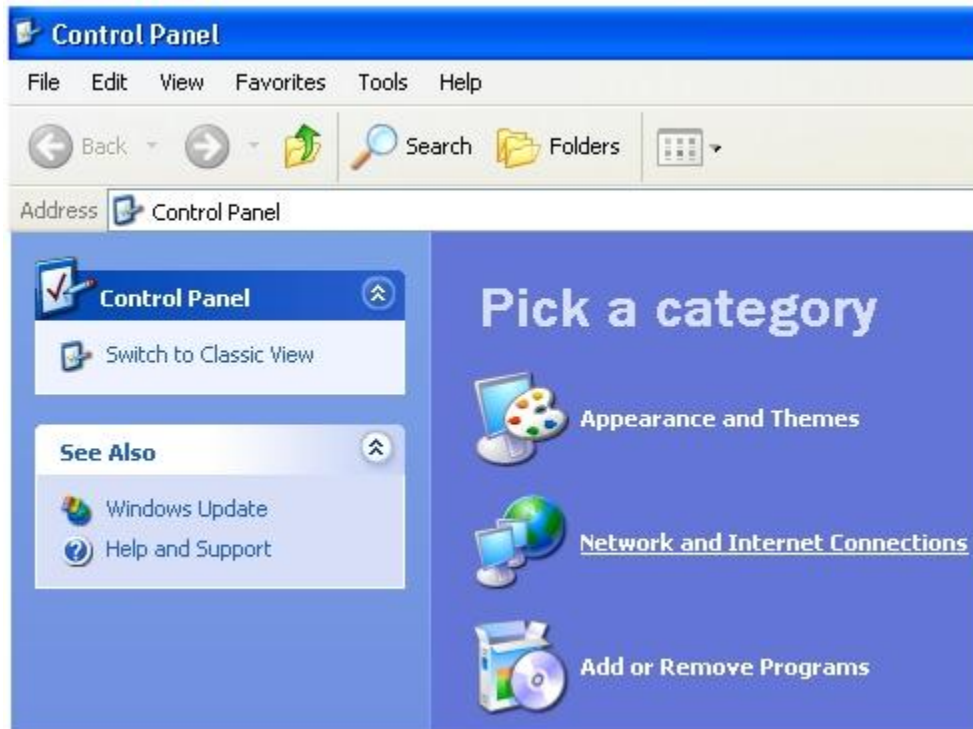 Control Panel
File Edit View Favorites Tools Help
Back Search Folders
Address Control Panel
Control Panel
Switch to Classic View
See Also
Windows Update
Help and Support
Pick a category
Appearance and Themes
Network and Internet Connections
Add or Remove Programs